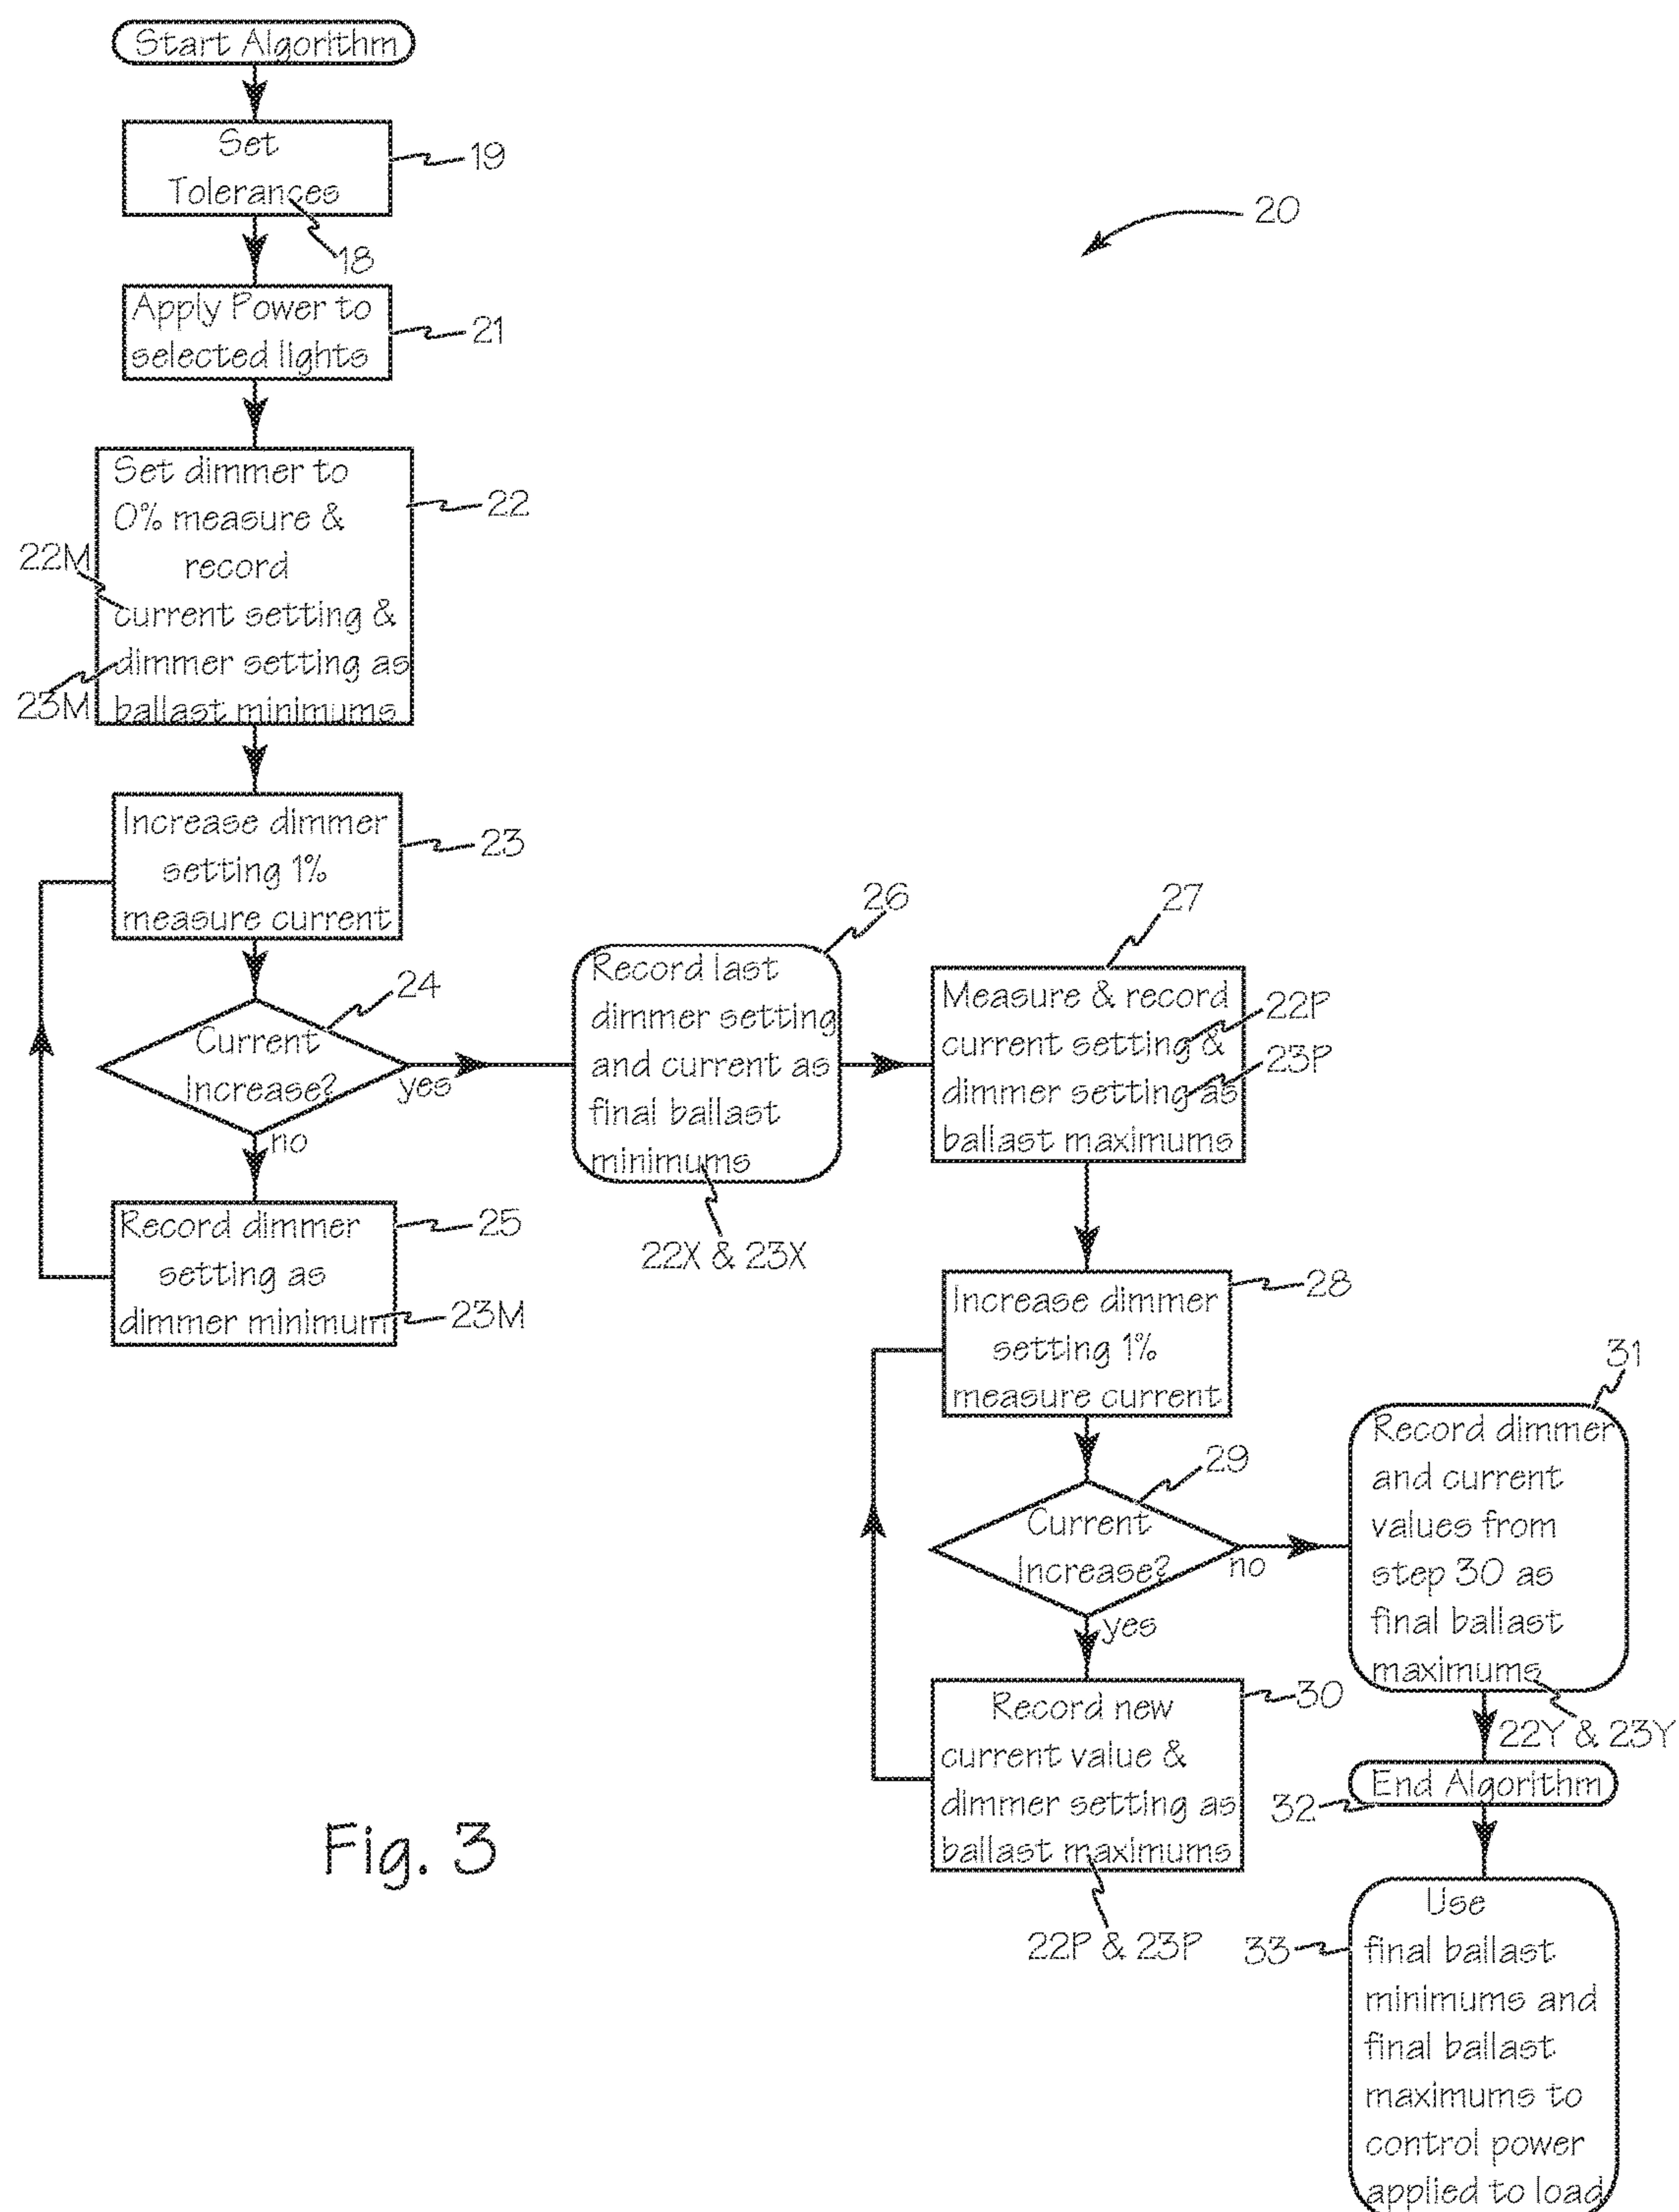 Start Algorithm
Set
Tolerances
19
18
20
Apply Power to
selected lights
21
Set dimmer to
0% measure &
record
current setting &
dimmer setting as
ballast minimums
22
22M
23M
Increase dimmer
setting 1%
measure current
23
Current
Increase?
24
yes
no
Record dimmer
setting as
dimmer minimum
25
23M
Record last
dimmer setting
and current as
final ballast
minimums
26
22X & 23X
Measure & record
current setting &
dimmer setting as
ballast maximums
27
22P
23P
Increase dimmer
setting 1%
measure current
28
Current
Increase?
29
no
yes
Record new
current value &
dimmer setting as
ballast maximums
30
22P & 23P
Record dimmer
and current
values from
step 30 as
final ballast
maximums
31
22Y & 23Y
End Algorithm
32
Use
final ballast
minimums and
final ballast
maximums to
control power
applied to load
33
Fig. 3